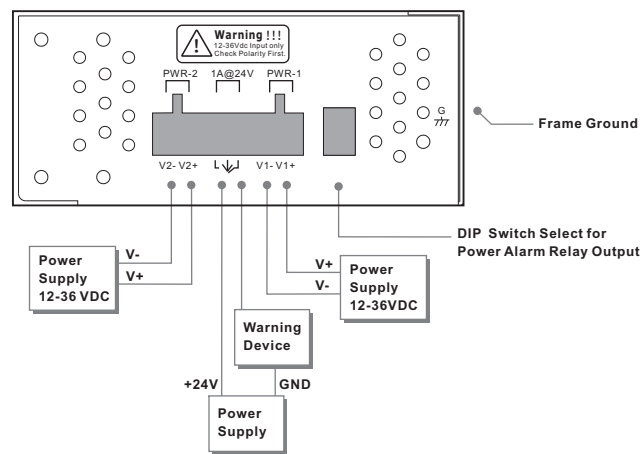 Warning !!!
12-36Vdc Input only
Check Polarity First.
PWR-2 1A@24V PWR-1
G
Frame Ground
V2- V2+ V1- V1+
DIP Switch Select for
Power Alarm Relay Output
V-
V+
Power
Supply
12-36 VDC
V+
V-
Power
Supply
12-36VDC
Warning
Device
+24V
GND
Power
Supply